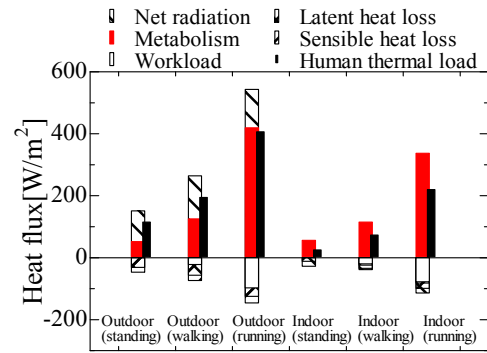 Net radiation
Latent heat loss
Metabolism
Sensible heat loss
Workload
Human thermal load
Heat flux[W/m²]
600
400
200
0
-200
Outdoor (standing)
Outdoor (walking)
Outdoor (running)
Indoor (standing)
Indoor (walking)
Indoor (running)